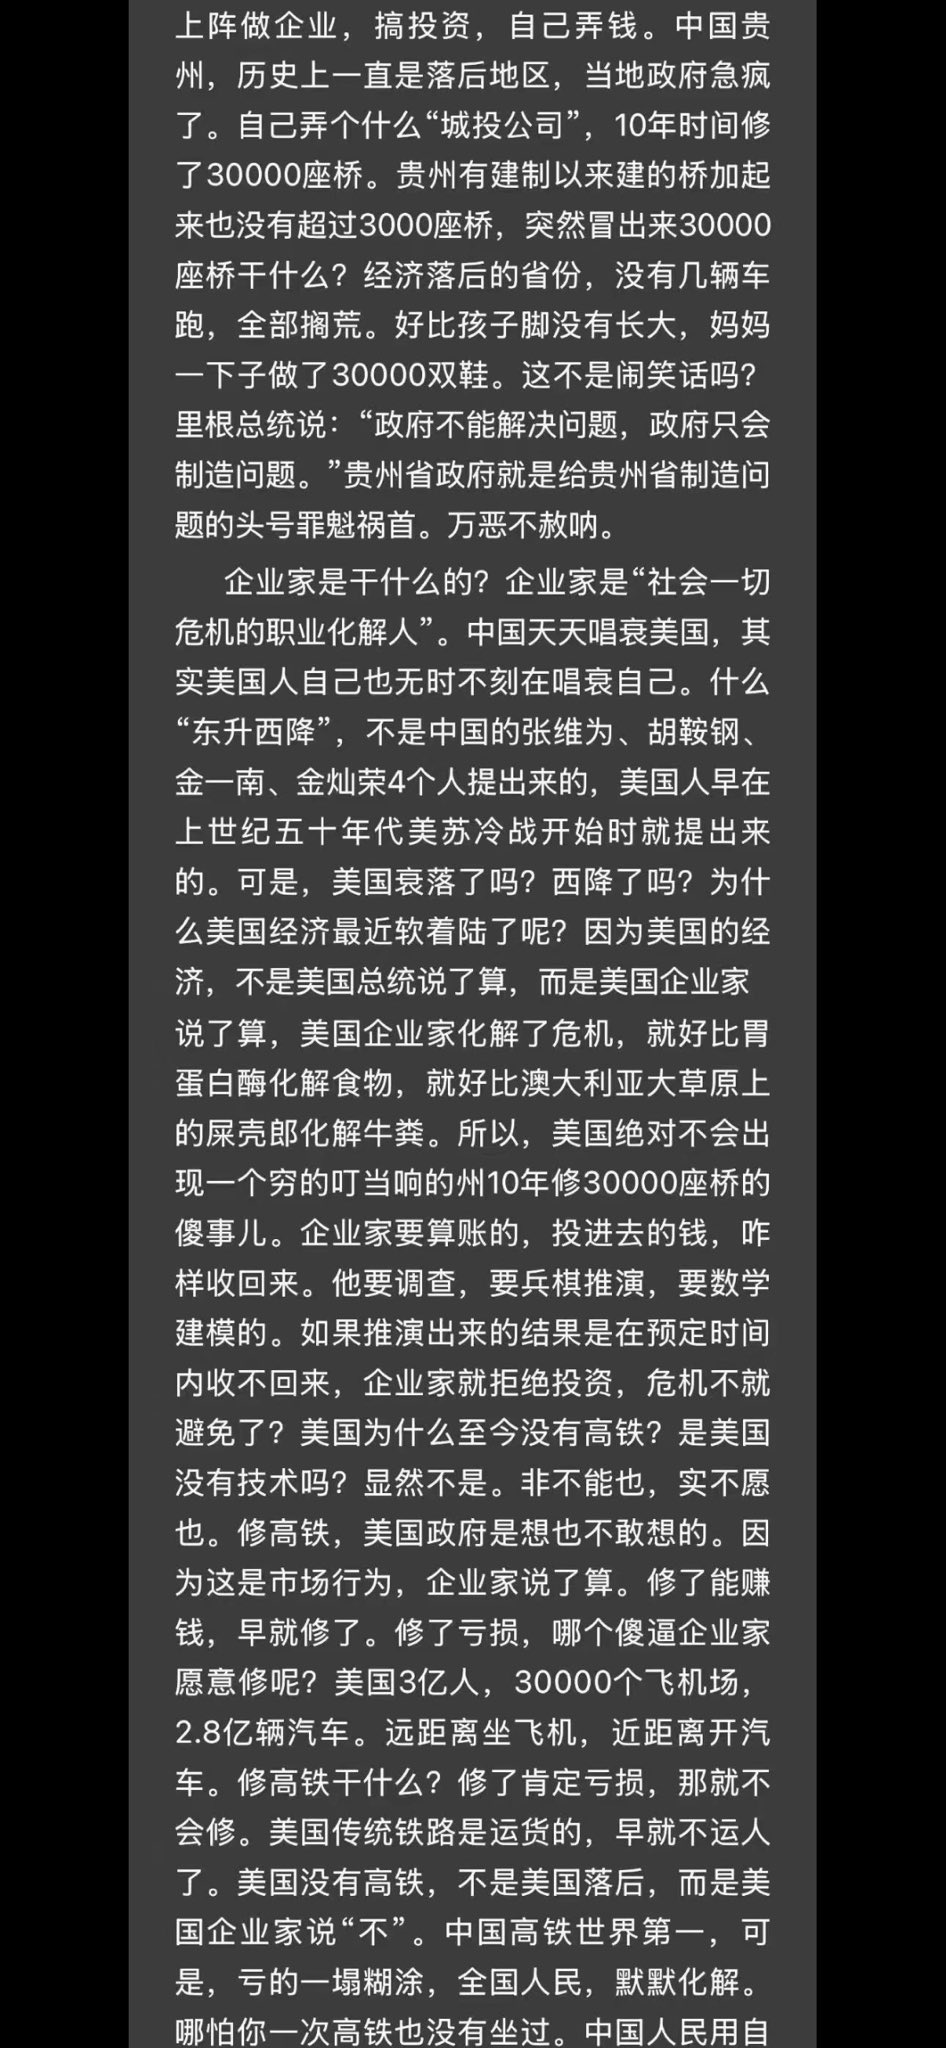 上阵做企业，搞投资，自己弄钱。中国贵
州，历史上一直是落后地区，当地政府急疯
了。自己弄个什么“城投公司”，10年时间修
了30000座桥。贵州有建制以来建的桥加起
来也没有超过3000座桥，突然冒出来30000
座桥干什么？经济落后的省份，没有几辆车
跑，全部搁荒。好比孩子脚没有长大，妈妈
一下子做了30000双鞋。这不是闹笑话吗？
里根总统说：“政府不能解决问题，政府只会
制造问题。”贵州省政府就是给贵州省制造问
题的头号罪魁祸首。万恶不赦呐。
企业家是干什么的？企业家是“社会一切
危机的职业化解人”。中国天天唱衰美国，其
实美国人自己也无时不刻在唱衰自己。什么
“东升西降”，不是中国的张维为、胡鞍钢、
金一南、金灿荣4个人提出来的，美国人早在
上世纪五十年代美苏冷战开始时就提出来
的。可是，美国衰落了吗？西降了吗？为什
么美国经济最近软着陆了呢？因为美国的经
济，不是美国总统说了算，而是美国企业家
说了算，美国企业家化解了危机，就好比胃
蛋白酶化解食物，就好比澳大利亚大草原上
的屎壳郎化解牛粪。所以，美国绝对不会出
现一个穷的叮当响的州10年修30000座桥的
傻事儿。企业家要算账的，投进去的钱，咋
样收回来。他要调查，要兵棋推演，要数学
建模的。如果推演出来的结果是在预定时间
内收不回来，企业家就拒绝投资，危机不就
避免了？美国为什么至今没有高铁？是美国
没有技术吗？显然不是。非不能也，实不愿
也。修高铁，美国政府是想也不敢想的。因
为这是市场行为，企业家说了算。修了能赚
钱，早就修了。修了亏损，哪个傻逼企业家
愿意修呢？美国3亿人，30000个飞机场，
2.8亿辆汽车。远距离坐飞机，近距离开汽
车。修高铁干什么？修了肯定亏损，那就不
会修。美国传统铁路是运货的，早就不运人
了。美国没有高铁，不是美国落后，而是美
国企业家说“不”。中国高铁世界第一，可
是，亏的一塌糊涂，全国人民，默默化解。
哪怕你一次高铁也没有坐过。中国人民用自